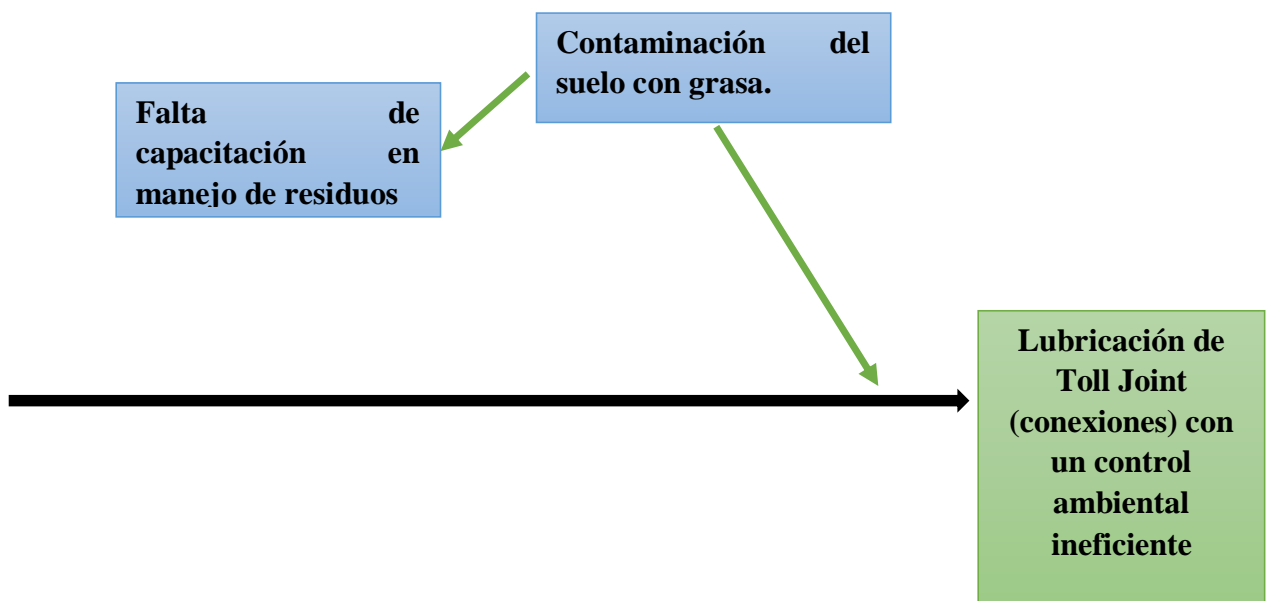 Contaminación del
suelo con grasa.
Falta de
capacitación en
manejo de residuos
Lubricación de
Toll Joint
(conexiones) con
un control
ambiental
ineficiente